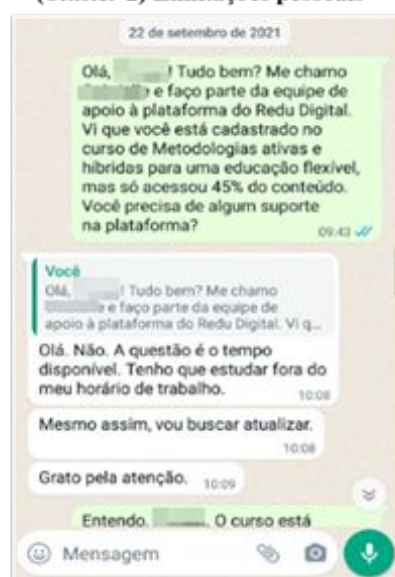 22 de setembro de 2021
Olá, ! Tudo bem? Me chamo
e faço parte da equipe de
apoio à plataforma do Redu Digital.
Vi que você está cadastrado no
curso de Metodologias ativas e
híbridas para uma educação flexível,
mas só acessou 45% do conteúdo.
Você precisa de algum suporte
na plataforma?
09:43
Você
Olá, ! Tudo bem? Me chamo
e faço parte da equipe de
apoio à plataforma do Redu Digital. Vi q...
Olá. Não. A questão é o tempo
disponível. Tenho que estudar fora do
meu horário de trabalho.
10:08
Mesmo assim, vou buscar atualizar.
10:08
Grato pela atenção. 10:09
Entendo, . O curso está
Mensagem